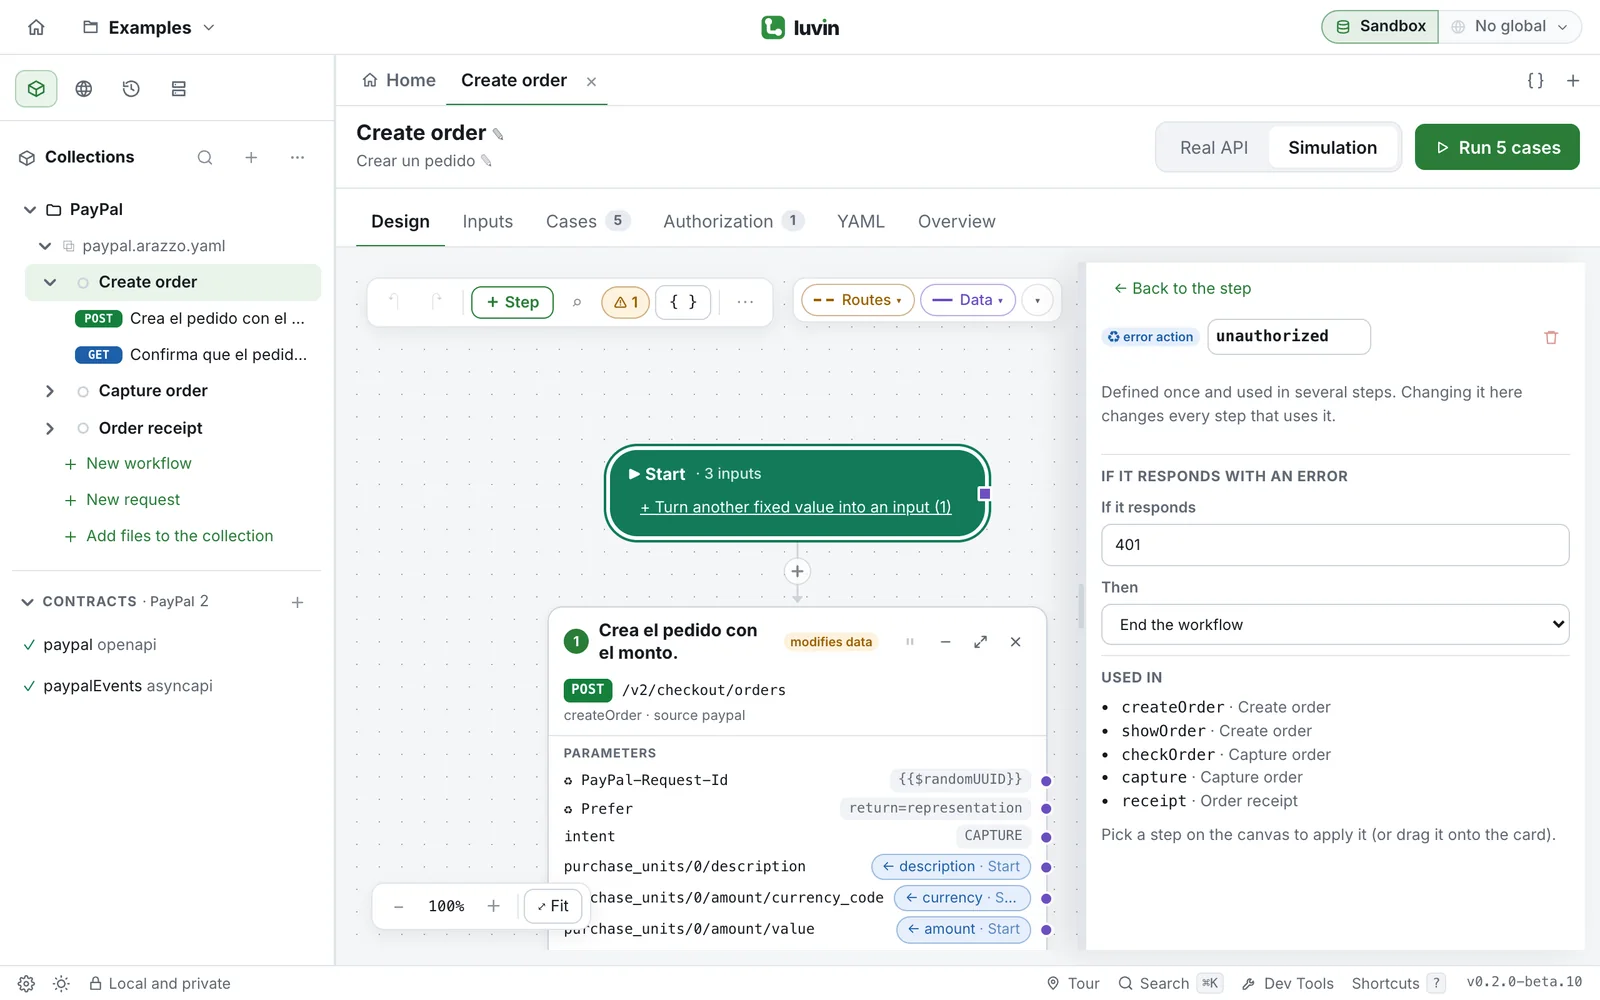 Examples
luvin
Sandbox
No global
Home
Create order
{ }
Collections
PayPal
paypal.arazzo.yaml
Create order
POST Crea el pedido con el ...
GET Confirma que el pedid...
Capture order
Order receipt
+ New workflow
+ New request
+ Add files to the collection
CONTRACTS · PayPal 2
paypal openapi
paypalEvents asyncapi
Create order
Crear un pedido
Real API
Simulation
Run 5 cases
Design
Inputs
Cases 5
Authorization 1
YAML
Overview
+ Step
1
{ }
...
Routes
Data
Start · 3 inputs
+ Turn another fixed value into an input (1)
1
Crea el pedido con
el monto.
modifies data
POST /v2/checkout/orders
createOrder · source paypal
PARAMETERS
PayPal-Request-Id {{$randomUUID}}
Prefer return=representation
intent CAPTURE
purchase_units/0/description ← description · Start
chase_units/0/amount/currency_code ← currency · S...
purchase_units/0/amount/value ← amount · Start
− 100% +
Fit
← Back to the step
error action
unauthorized
Defined once and used in several steps. Changing it here
changes every step that uses it.
IF IT RESPONDS WITH AN ERROR
If it responds
401
Then
End the workflow
USED IN
• createOrder · Create order
• showOrder · Create order
• checkOrder · Capture order
• capture · Capture order
• receipt · Order receipt
Pick a step on the canvas to apply it (or drag it onto the card).
Local and private
Tour
Search ⌘K
Dev Tools
Shortcuts ?
v0.2.0-beta.10